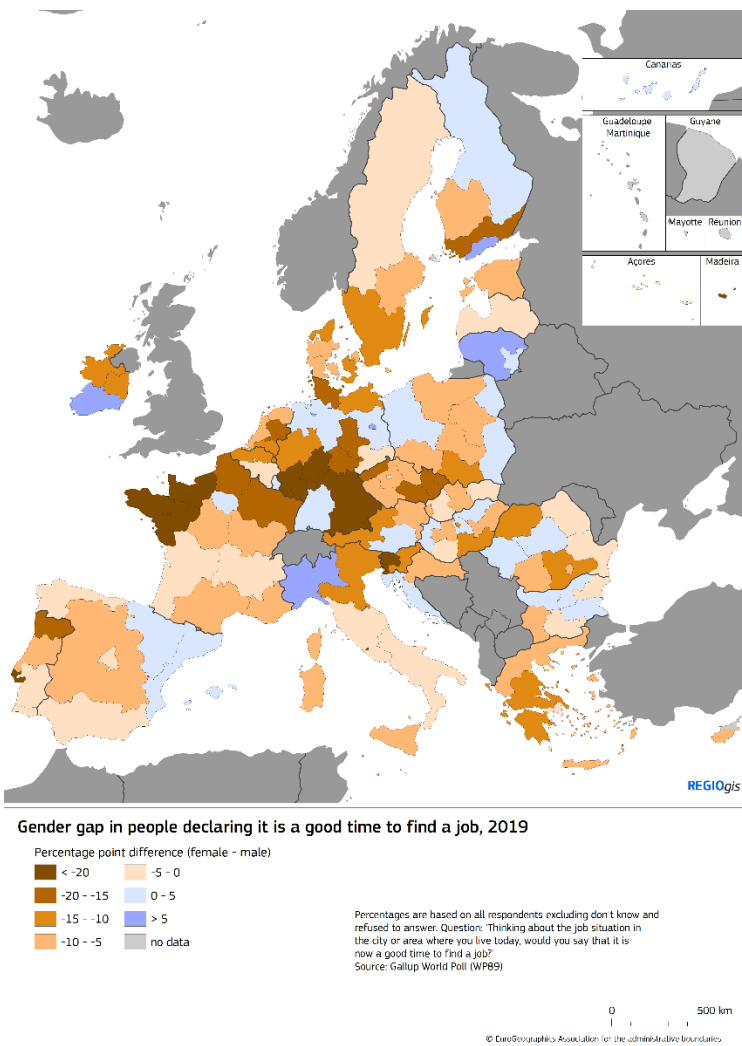 Canarias
Guadeloupe
Martinique
Guyane
Mayotte
Réunion
Açores
Madeira
REGIOgis
Gender gap in people declaring it is a good time to find a job, 2019
Percentage point difference (female - male)
< -20
-20 - -15
-15 - -10
-10 - -5
-5 - 0
0 - 5
> 5
no data
Percentages are based on all respondents excluding don't know and
refused to answer. Question: 'Thinking about the job situation in
the city or area where you live today, would you say that it is
now a good time to find a job?'
Source: Gallup World Poll (WP89)
0
500 km
© EuroGeographics Association for the administrative boundaries